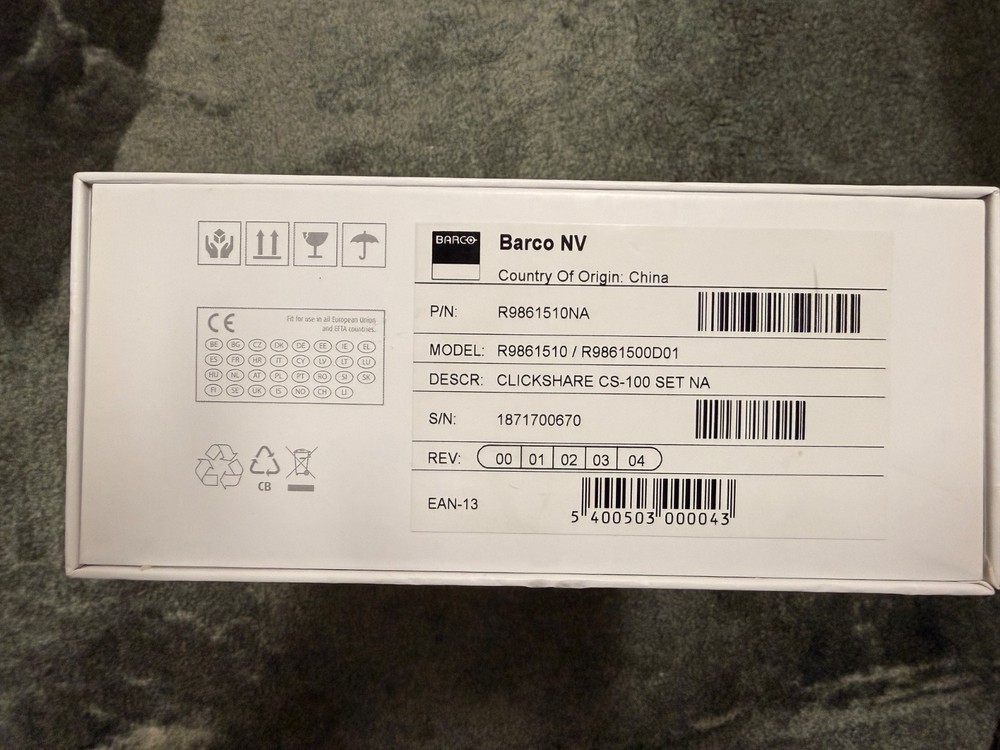 BARCO
Barco NV
Country Of Origin: China
P/N: R9861510NA
MODEL: R9861510 / R9861500D01
DESCR: CLICKSHARE CS-100 SET NA
S/N: 1871700670
REV: 00 01 02 03 04
EAN-13
5 400503 000043
CE
Fit for use in all European Union
and EFTA countries.
BE BG CZ DK DE EE IE EL
ES FR HR IT CY LV LT LU
HU NL AT PL PT RO SI SK
FI SE UK IS NO CH LI
CB